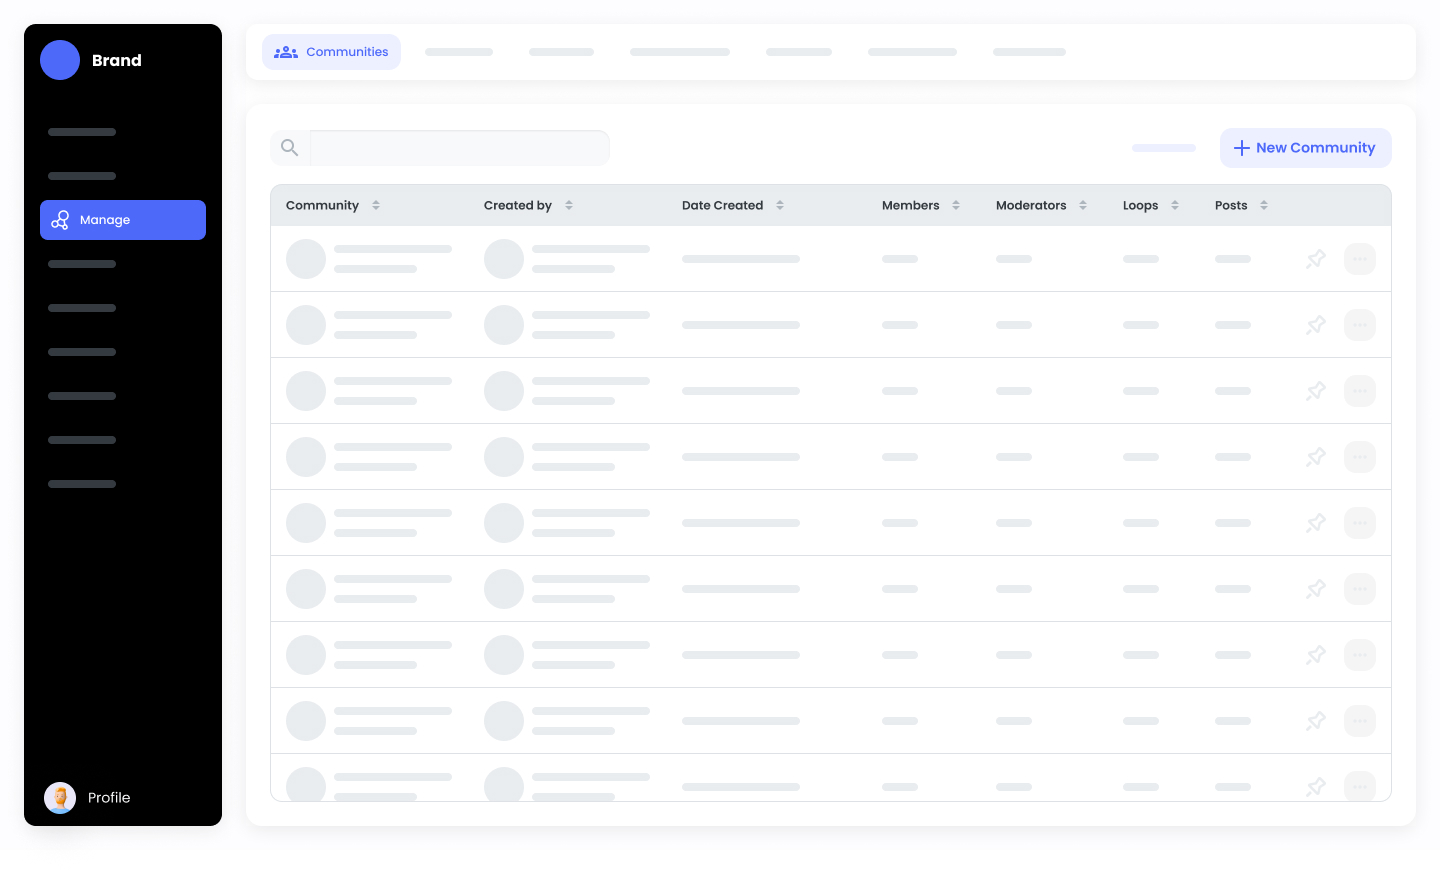 Brand
Communities
Manage
New Community
Community
Created by
Date Created
Members
Moderators
Loops
Posts
Profile